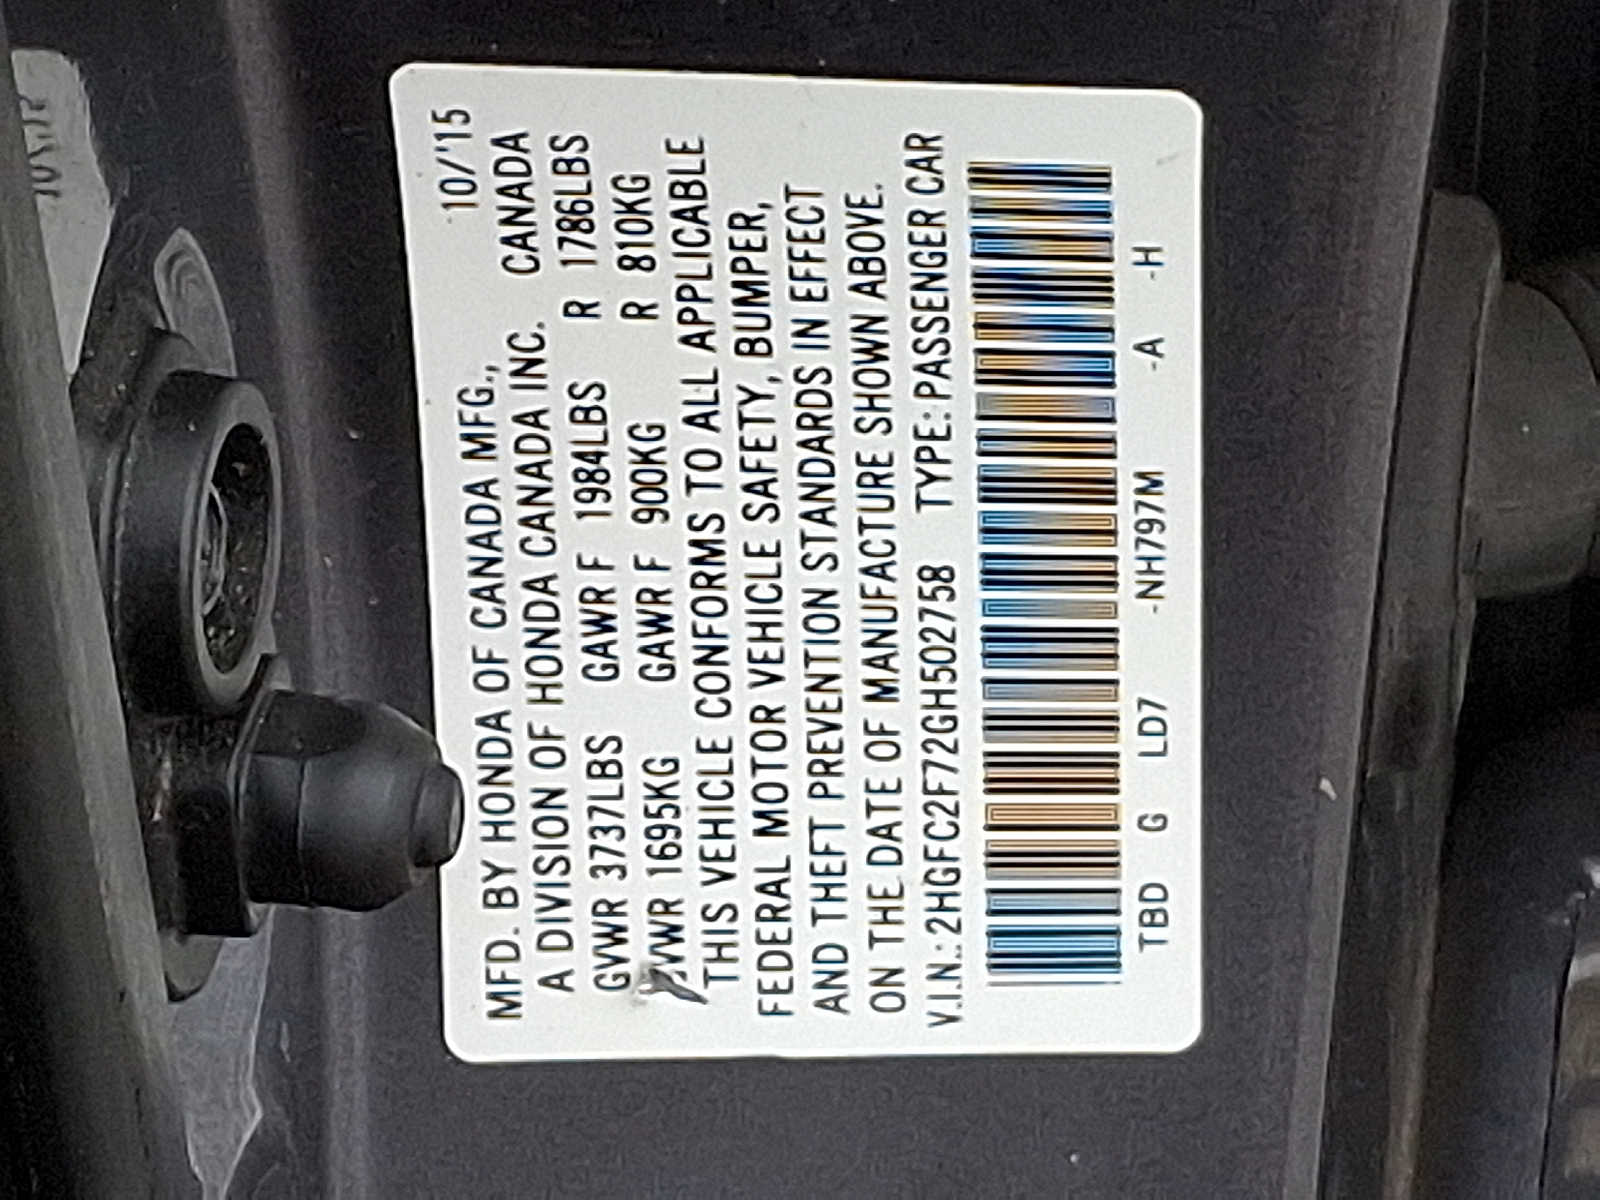 10/'15
MFD. BY HONDA OF CANADA MFG.,
A DIVISION OF HONDA CANADA INC. CANADA
GVWR 3737LBS GAWR F 1984LBS R 1786LBS
GVWR 1695KG GAWR F 900KG R 810KG
THIS VEHICLE CONFORMS TO ALL APPLICABLE
FEDERAL MOTOR VEHICLE SAFETY, BUMPER,
AND THEFT PREVENTION STANDARDS IN EFFECT
ON THE DATE OF MANUFACTURE SHOWN ABOVE.
V.I.N.: 2HGFC2F72GH502758 TYPE: PASSENGER CAR
TBD G LD7 -NH797M -A -H